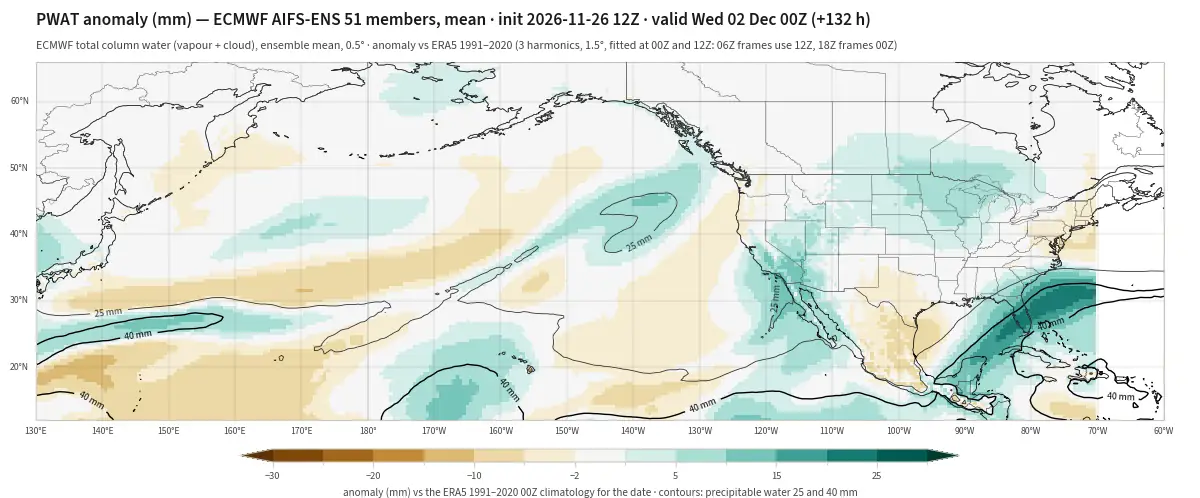 PWAT anomaly (mm) — ECMWF AIFS-ENS 51 members, mean · init 2026-11-26 12Z · valid Wed 02 Dec 00Z (+132 h)
ECMWF total column water (vapour + cloud), ensemble mean, 0.5° · anomaly vs ERA5 1991–2020 (3 harmonics, 1.5°, fitted at 00Z and 12Z: 06Z frames use 12Z, 18Z frames 00Z)
60°N
50°N
40°N
30°N
20°N
25 mm
25 mm
25 mm
40 mm
40 mm
40 mm
40 mm
40 mm
40 mm
130°E 140°E 150°E 160°E 170°E 180° 170°W 160°W 150°W 140°W 130°W 120°W 110°W 100°W 90°W 80°W 70°W 60°W
−30 −20 −10 −2 5 15 25
anomaly (mm) vs the ERA5 1991–2020 00Z climatology for the date · contours: precipitable water 25 and 40 mm